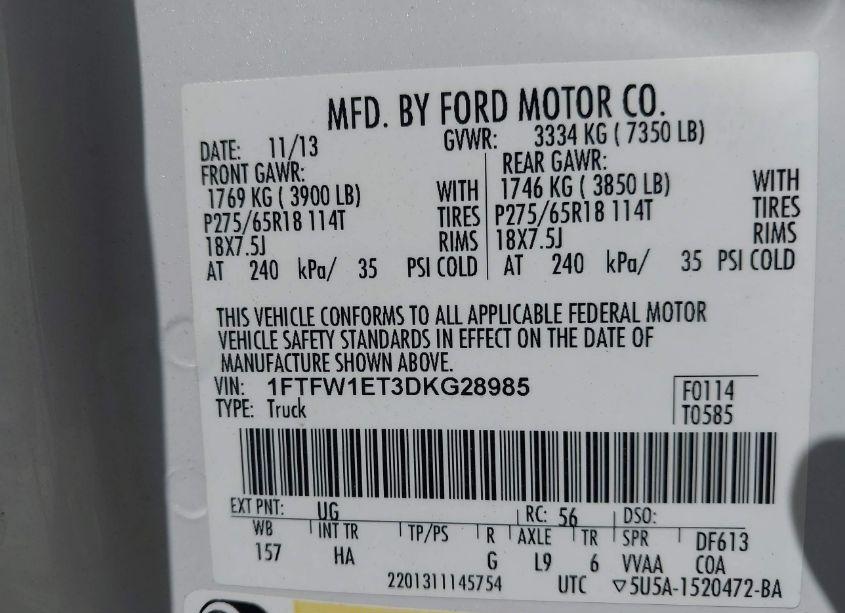 MFD. BY FORD MOTOR CO.
DATE: 11/13 GVWR: 3334 KG ( 7350 LB)
FRONT GAWR: REAR GAWR:
1769 KG ( 3900 LB) WITH 1746 KG ( 3850 LB) WITH
P275/65R18 114T TIRES P275/65R18 114T TIRES
18X7.5J RIMS 18X7.5J RIMS
AT 240 kPa/ 35 PSI COLD AT 240 kPa/ 35 PSI COLD
THIS VEHICLE CONFORMS TO ALL APPLICABLE FEDERAL MOTOR
VEHICLE SAFETY STANDARDS IN EFFECT ON THE DATE OF
MANUFACTURE SHOWN ABOVE.
VIN: 1FTFW1ET3DKG28985 F0114
TYPE: Truck T0585
EXT PNT: UG RC: 56 DSO:
WB INT TR TP/PS R AXLE TR SPR DF613
157 HA G L9 6 VVAA COA
2201311145754 UTC ▽5U5A-1520472-BA